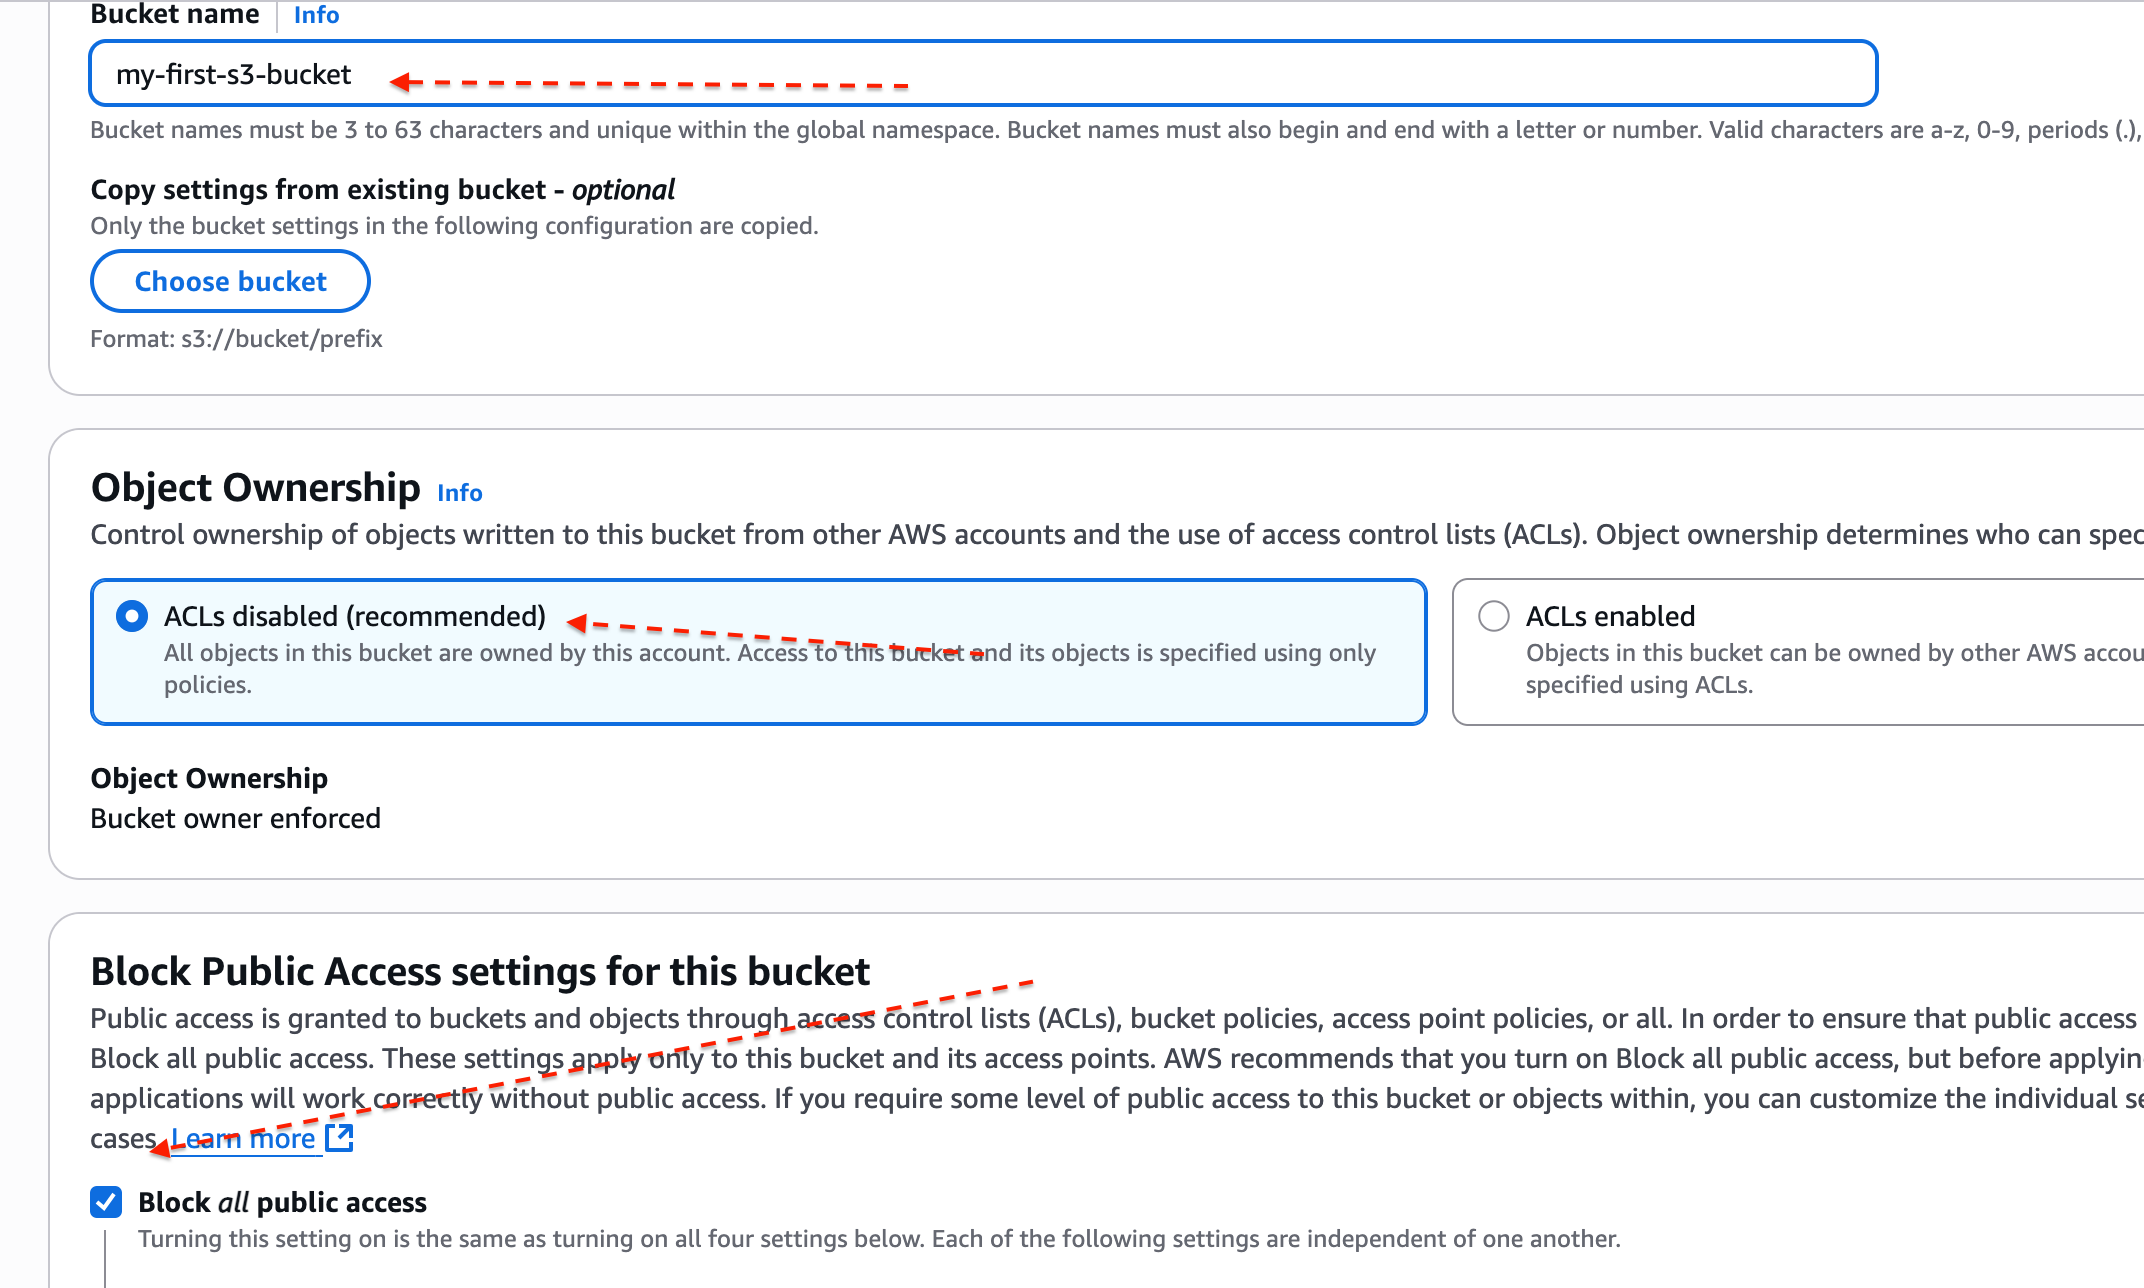 Bucket name Info
my-first-s3-bucket
Bucket names must be 3 to 63 characters and unique within the global namespace. Bucket names must also begin and end with a letter or number. Valid characters are a-z, 0-9, periods (.),
Copy settings from existing bucket - optional
Only the bucket settings in the following configuration are copied.
Choose bucket
Format: s3://bucket/prefix
Object Ownership Info
Control ownership of objects written to this bucket from other AWS accounts and the use of access control lists (ACLs). Object ownership determines who can spec
ACLs disabled (recommended)
All objects in this bucket are owned by this account. Access to this bucket and its objects is specified using only
policies.
ACLs enabled
Objects in this bucket can be owned by other AWS accou
specified using ACLs.
Object Ownership
Bucket owner enforced
Block Public Access settings for this bucket
Public access is granted to buckets and objects through access control lists (ACLs), bucket policies, access point policies, or all. In order to ensure that public access
Block all public access. These settings apply only to this bucket and its access points. AWS recommends that you turn on Block all public access, but before applyin
applications will work correctly without public access. If you require some level of public access to this bucket or objects within, you can customize the individual se
cases. Learn more
Block all public access
Turning this setting on is the same as turning on all four settings below. Each of the following settings are independent of one another.